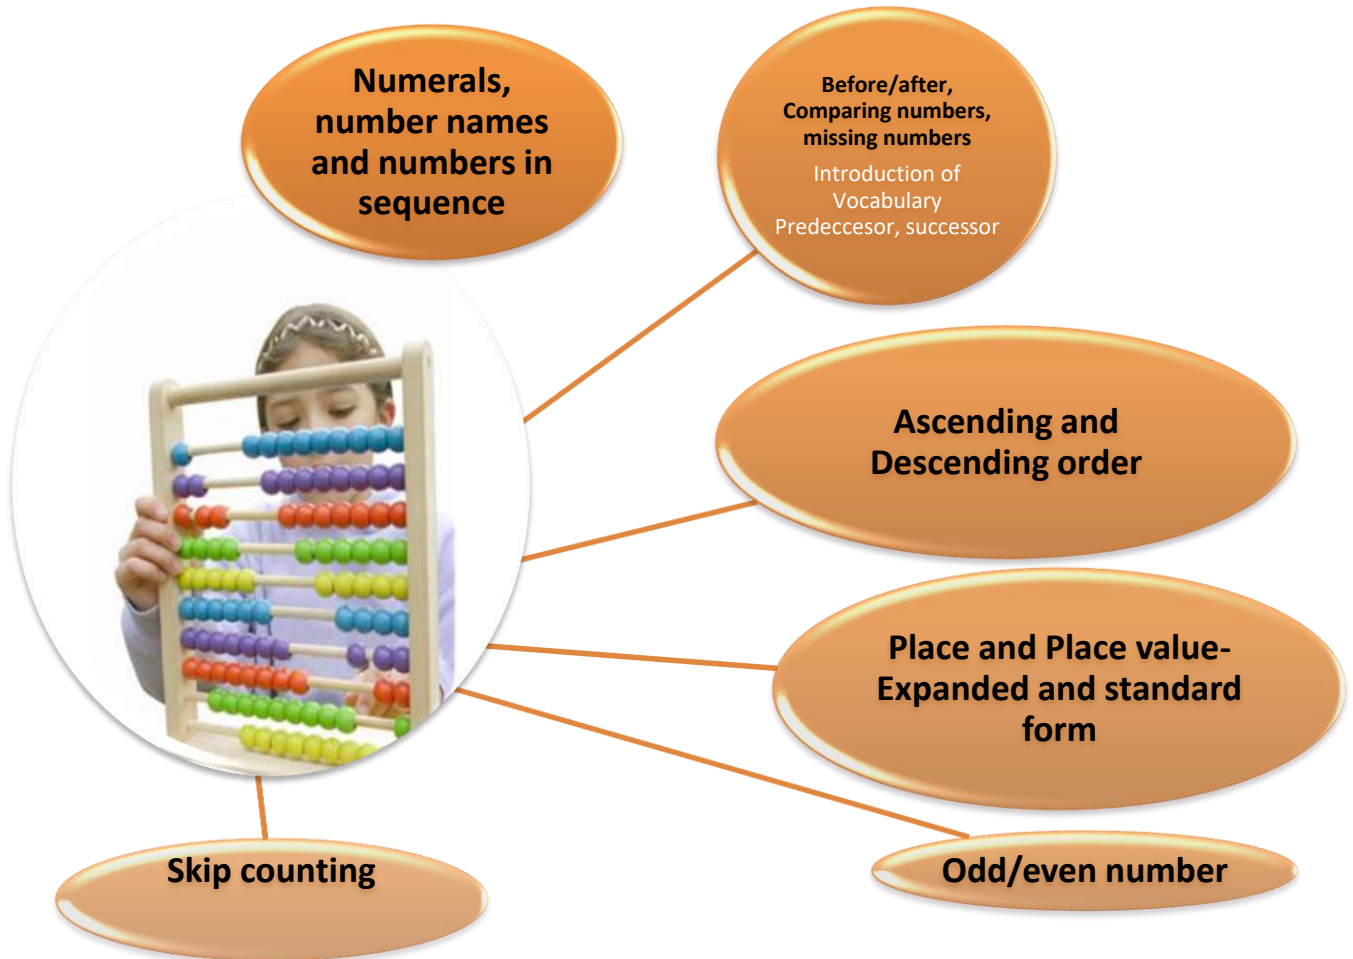 Numerals,
number names
and numbers in
sequence
Before/after,
Comparing numbers,
missing numbers
Introduction of
Vocabulary
Predeccesor, successor
Ascending and
Descending order
Place and Place value-
Expanded and standard
form
Skip counting
Odd/even number